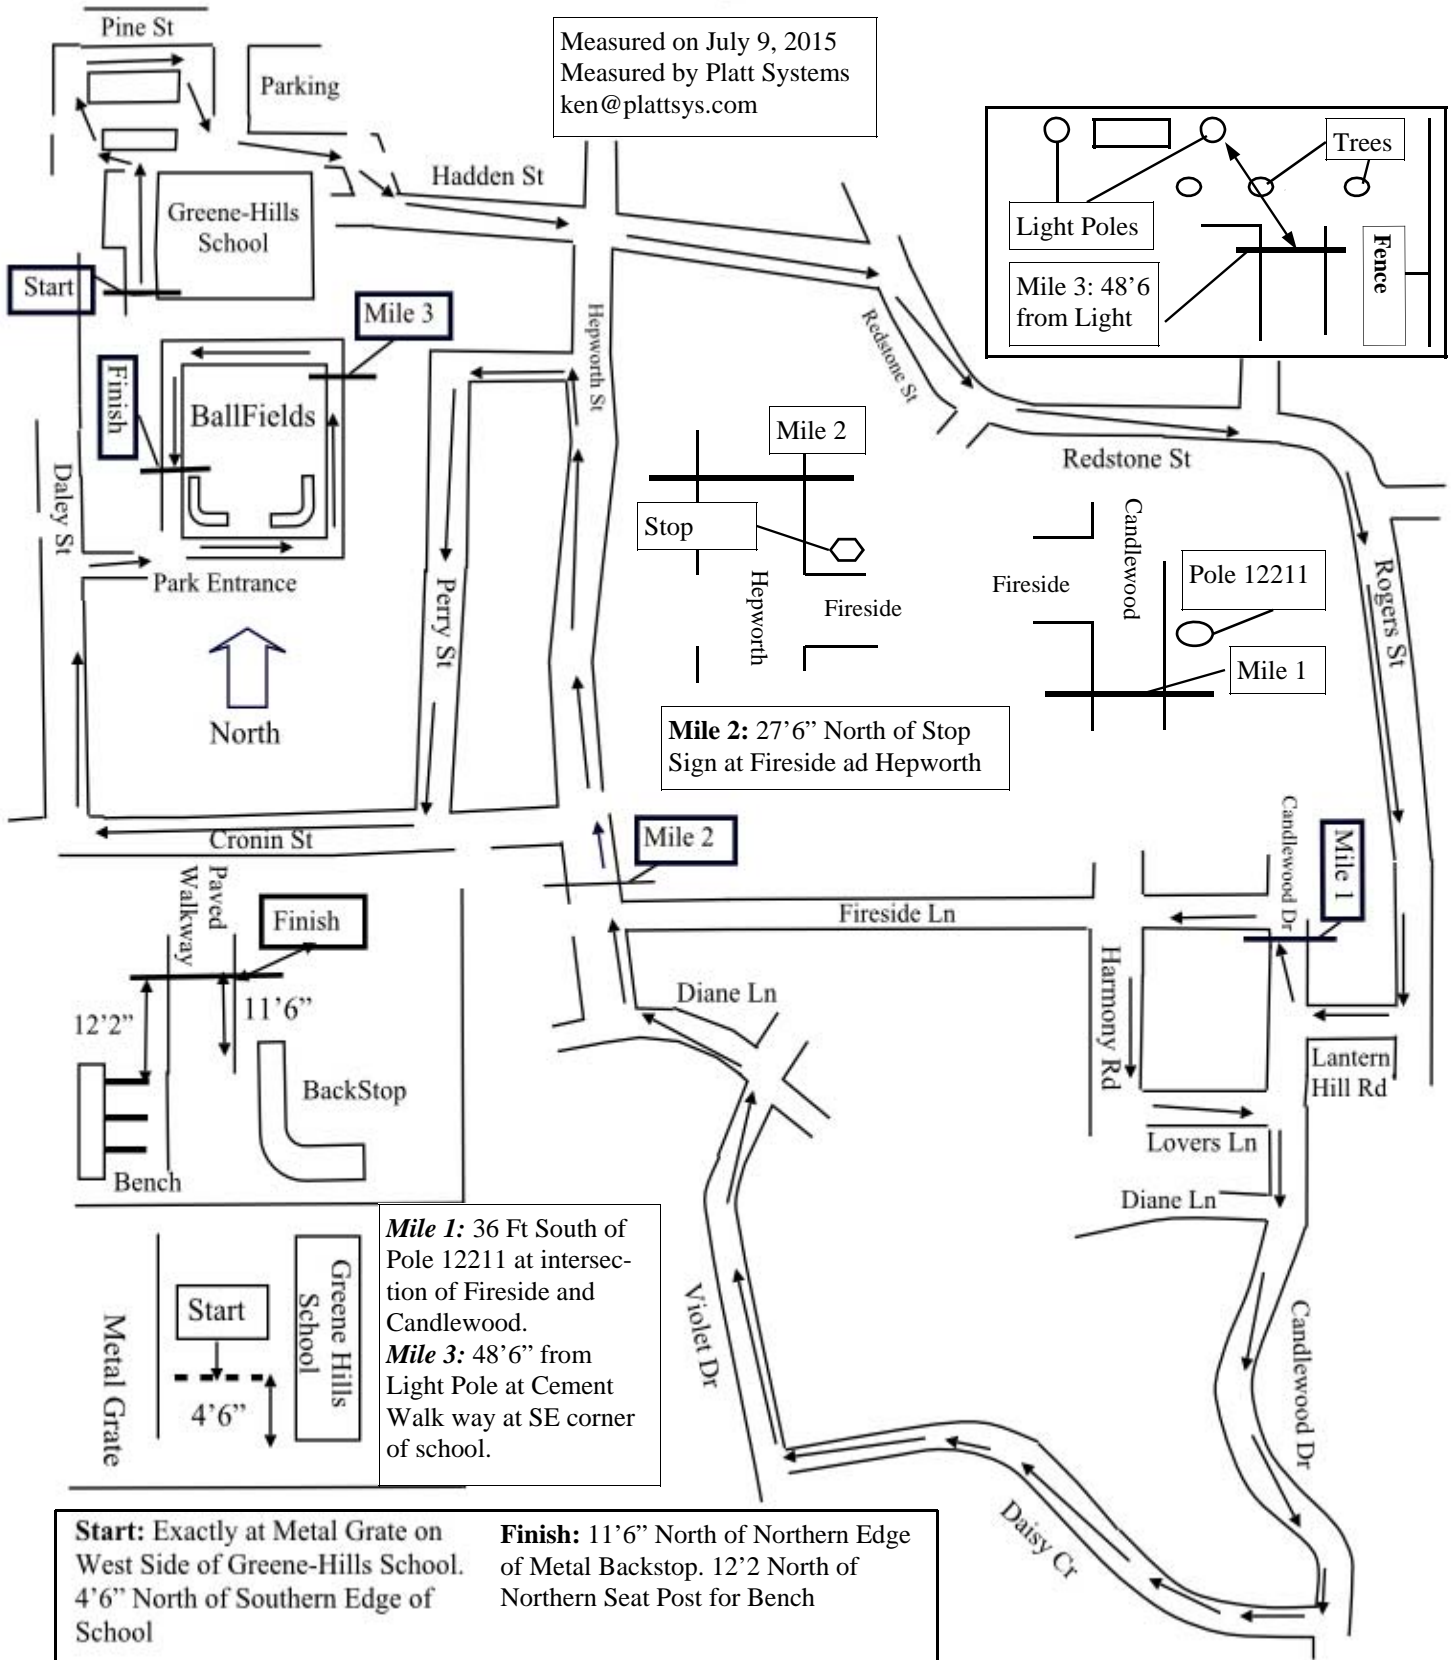 Pine St
Parking
Measured on July 9, 2015
Measured by Platt Systems
ken@plattsys.com
Hadden St
Greene-Hills
School
Start
Mile 3
Finish
BallFields
Hepworth St
Redstone St
Trees
Light Poles
Mile 3: 48'6
from Light
Fence
Redstone St
Mile 2
Stop
Hepworth
Fireside
Fireside
Candlewood
Pole 12211
Mile 1
Rogers St
Daley St
Park Entrance
Perry St
North
Mile 2: 27'6” North of Stop
Sign at Fireside ad Hepworth
Cronin St
Mile 2
Candlewood Dr
Mile 1
Fireside Ln
Paved
Walkway
Finish
12’2”
11’6”
BackStop
Bench
Diane Ln
Harmony Rd
Lantern
Hill Rd
Lovers Ln
Diane Ln
Mile 1: 36 Ft South of
Pole 12211 at intersec-
tion of Fireside and
Candlewood.
Mile 3: 48’6” from
Light Pole at Cement
Walk way at SE corner
of school.
Metal Grate
Start
4’6”
Greene Hills
School
Violet Dr
Candlewood Dr
Daisy Cr
Start: Exactly at Metal Grate on
West Side of Greene-Hills School.
4’6” North of Southern Edge of
School
Finish: 11’6” North of Northern Edge
of Metal Backstop. 12’2 North of
Northern Seat Post for Bench